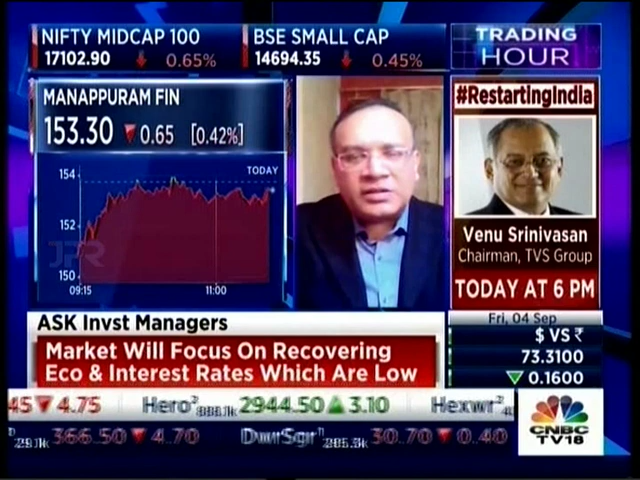 NIFTY MIDCAP 100
17102.90 0.65%
BSE SMALL CAP
14694.35 0.45%
TRADING
HOUR
MANAPPURAM FIN
153.30 0.65 [0.42%]
TODAY
154
152
150
09:15 11:00
#RestartingIndia
Venu Srinivasan
Chairman, TVS Group
TODAY AT 6 PM
ASK Invst Managers
Market Will Focus On Recovering
Eco & Interest Rates Which Are Low
Fri, 04 Sep
$ VS ₹
73.3100
0.1600
45 4.75 Hero 2944.50 3.10 Hexwr
366.50 4.70 DwrSgr 30.70 0.40
CNBC
TV18